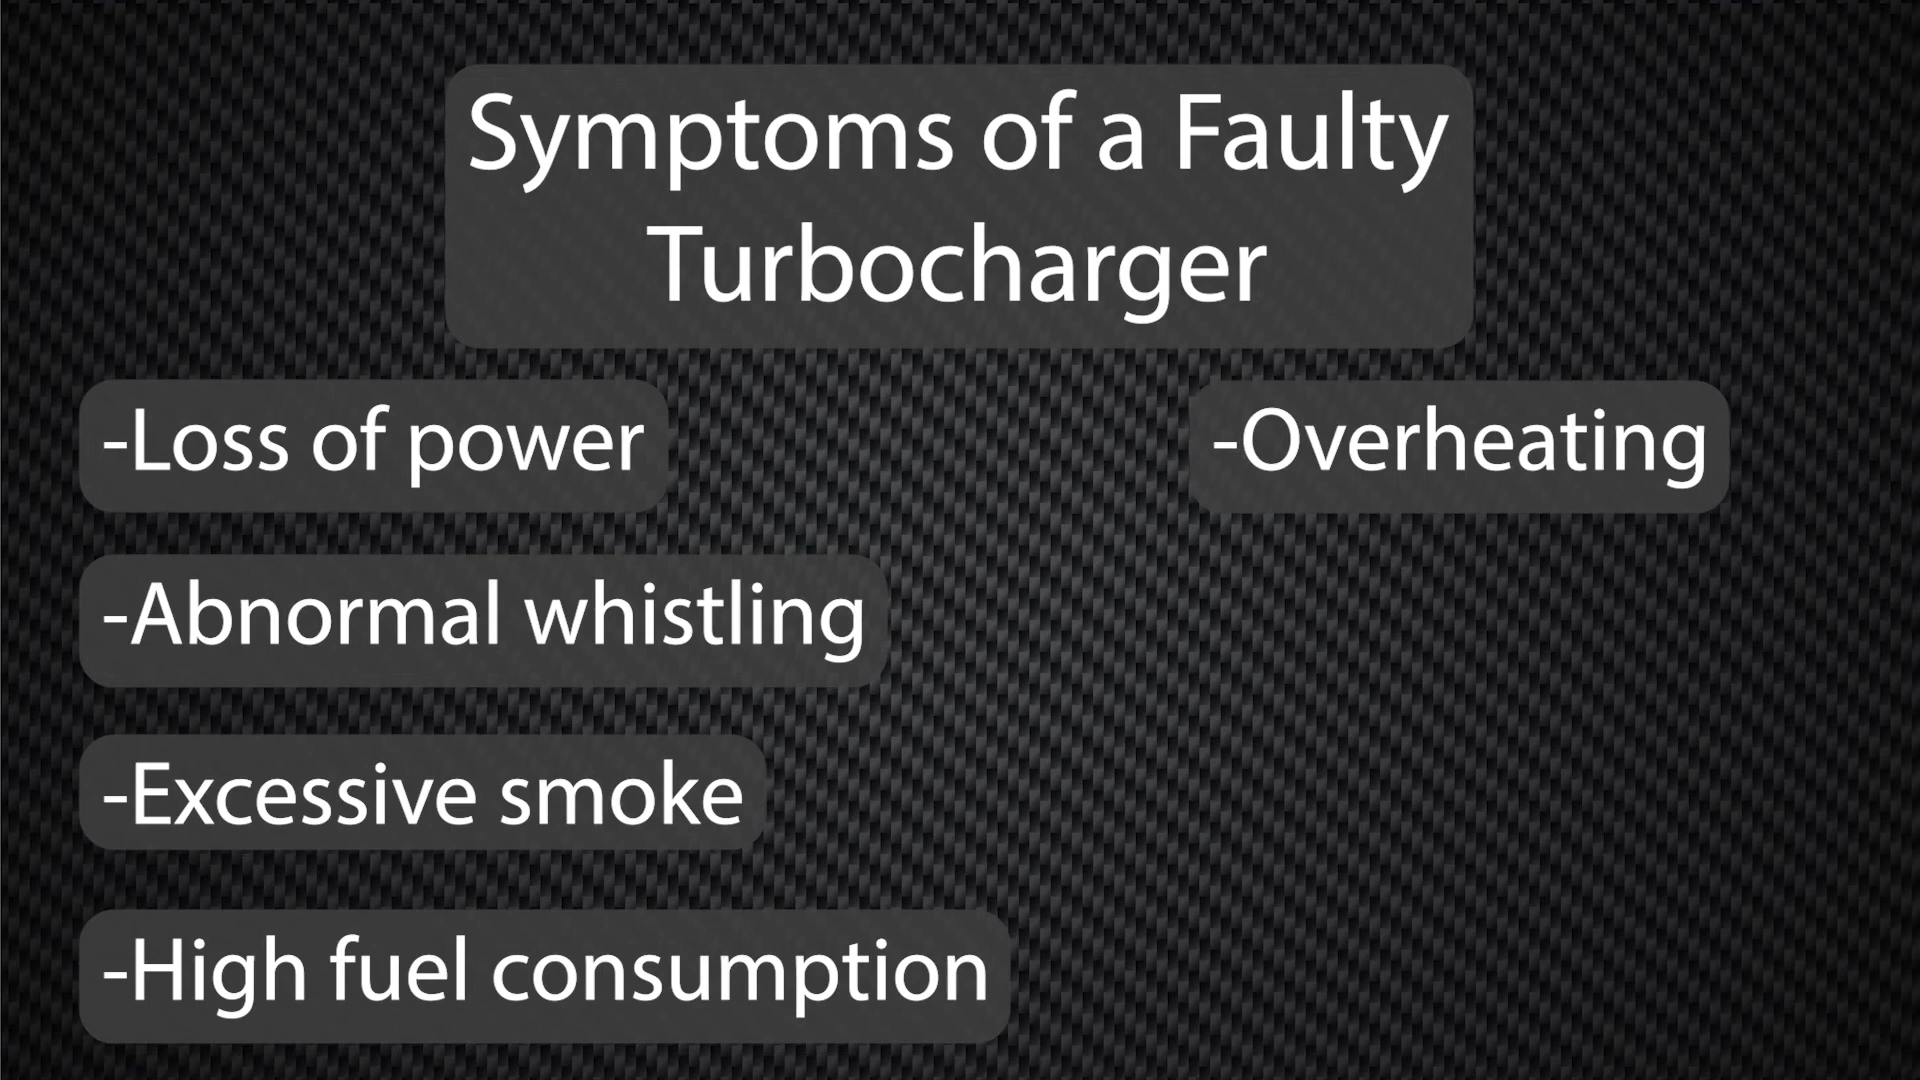 Symptoms of a Faulty
Turbocharger
-Loss of power
-Abnormal whistling
-Excessive smoke
-High fuel consumption
-Overheating